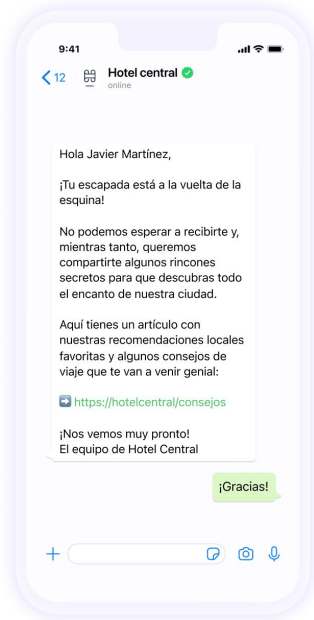 9:41
12
Hotel central
online
Hola Javier Martínez,
¡Tu escapada está a la vuelta de la
esquina!
No podemos esperar a recibirte y,
mientras tanto, queremos
compartirte algunos rincones
secretos para que descubras todo
el encanto de nuestra ciudad.
Aquí tienes un artículo con
nuestras recomendaciones locales
favoritas y algunos consejos de
viaje que te van a venir genial:
➡️ https://hotelcentral/consejos
¡Nos vemos muy pronto!
El equipo de Hotel Central
¡Gracias!